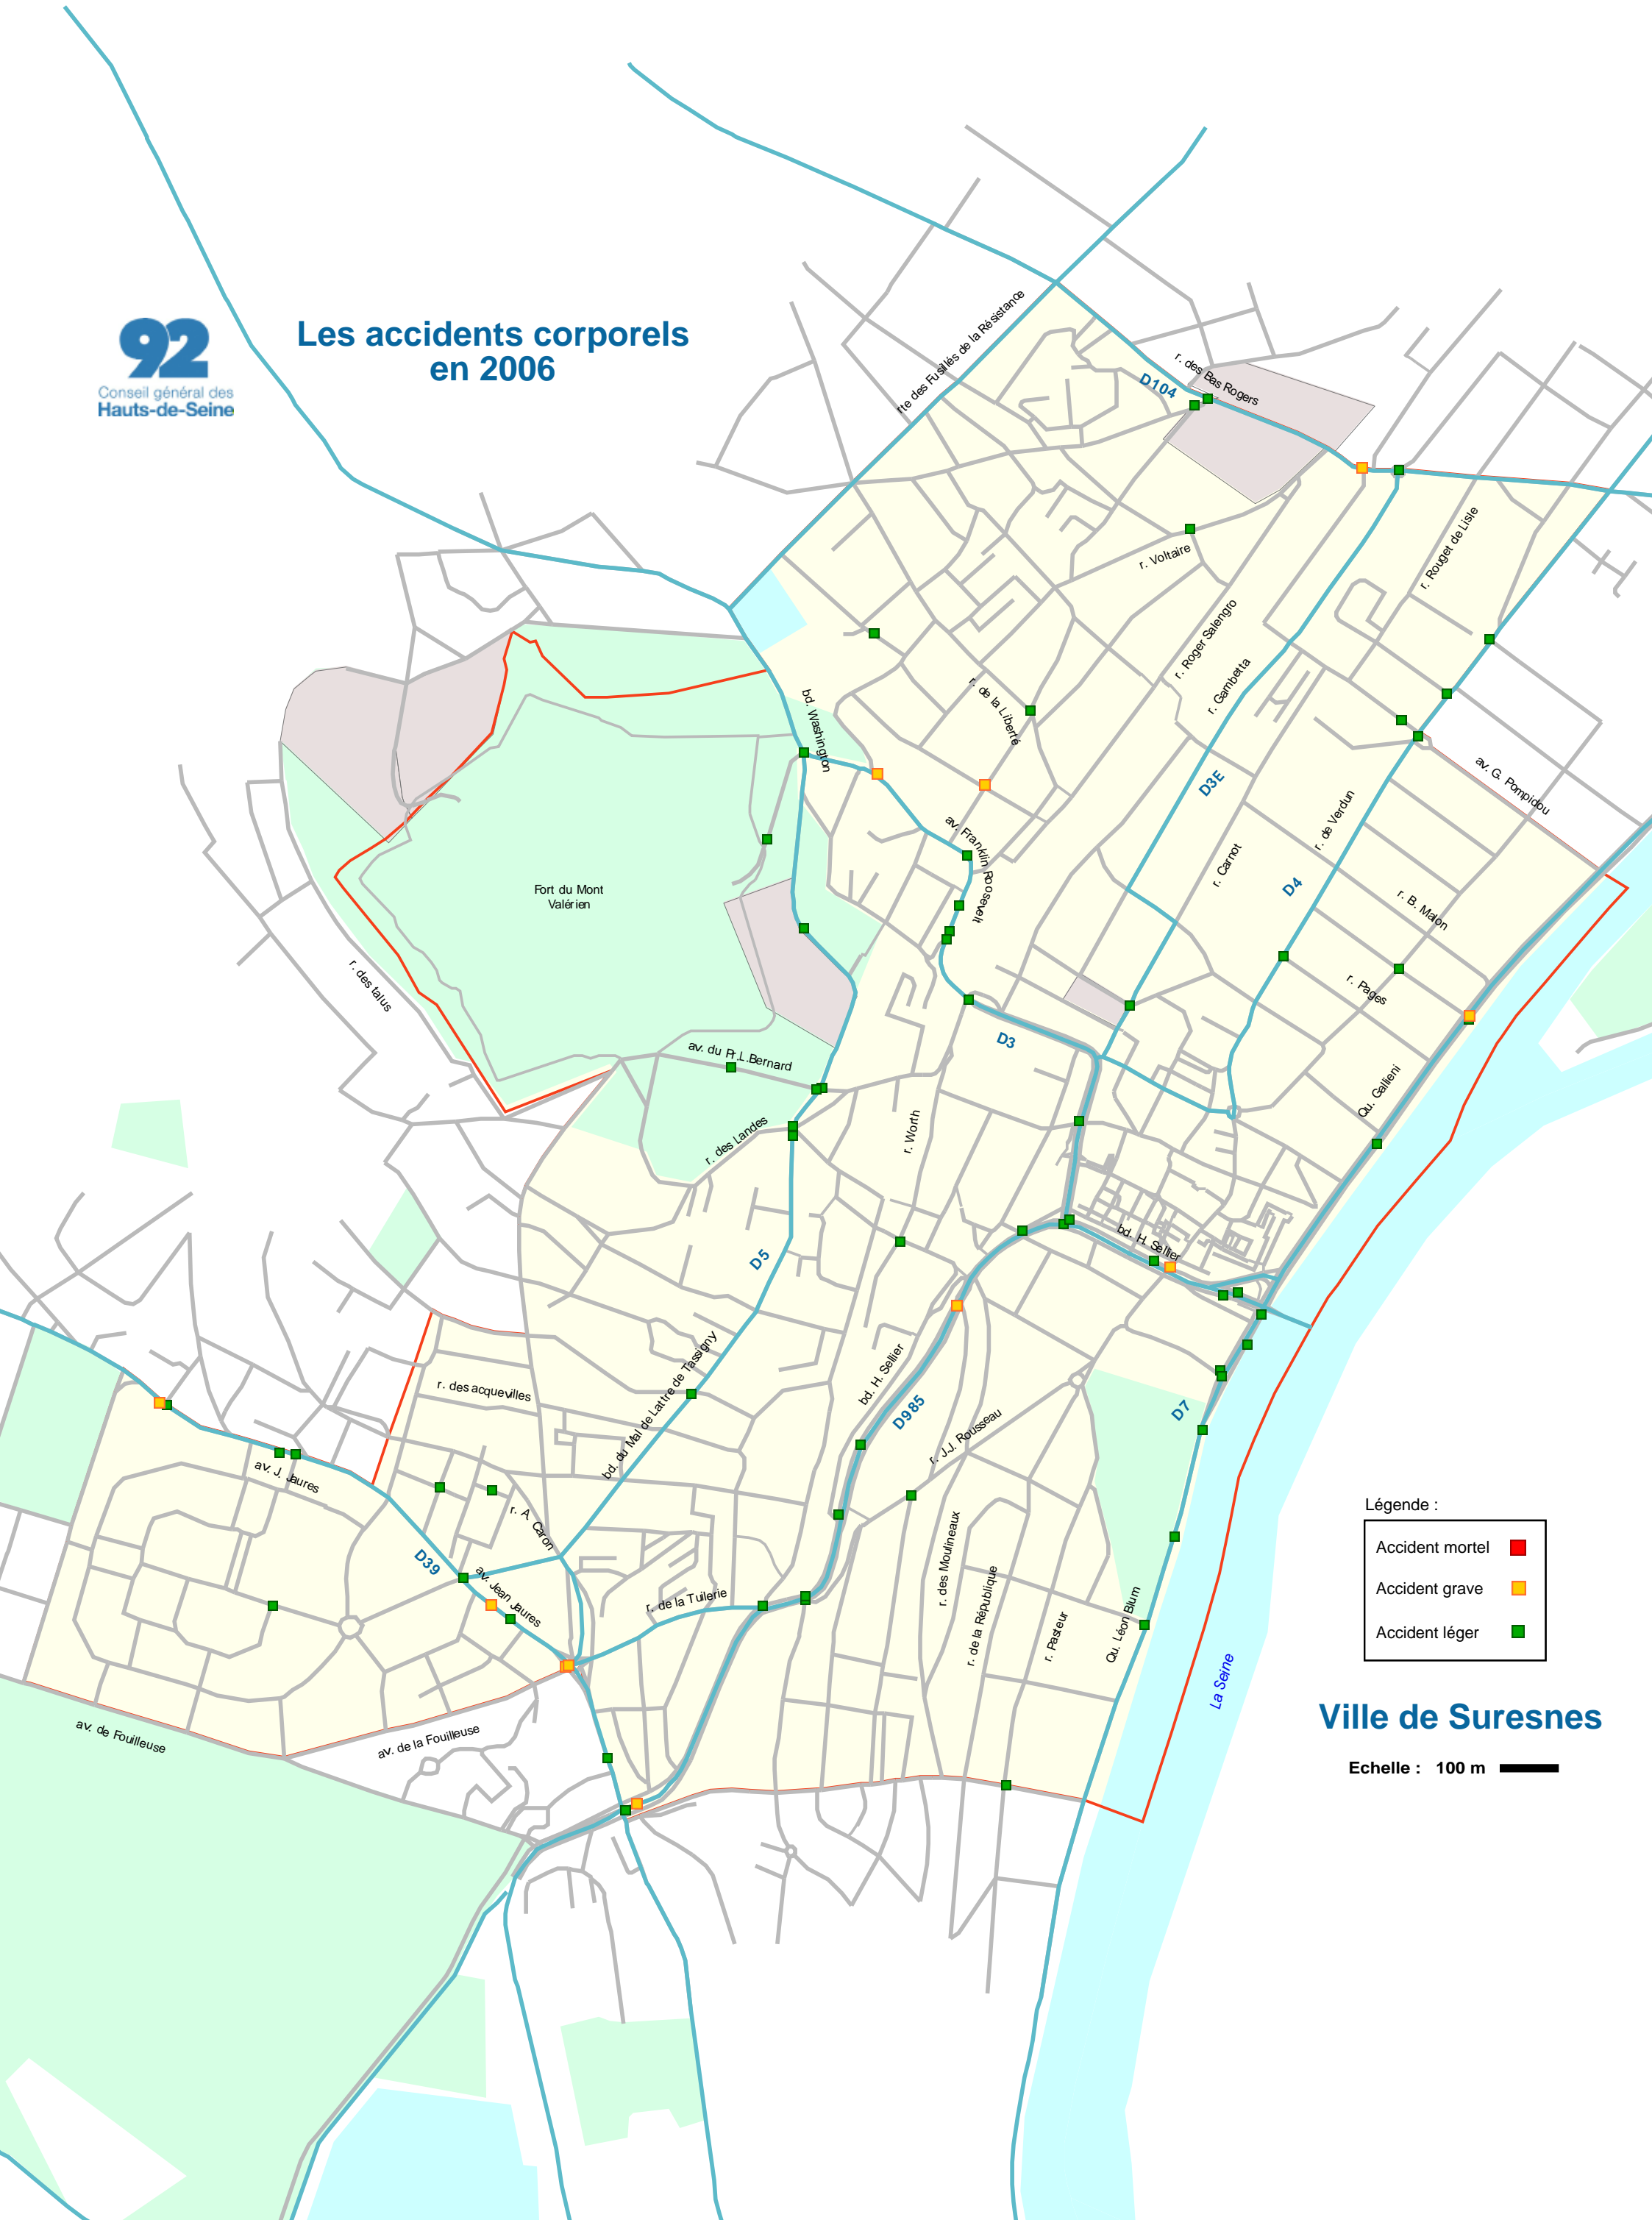 rte des Fusillés de la Résistance
92
Conseil général des
Hauts-de-Seine
Les accidents corporels
en 2006
r. des Bas Rogers
D104
r. Voltaire
r. Rouget de Lisle
r. Roger Salengro
r. Gambetta
bd. Washington
r. de la Liberté
D3E
av. G. Pompidou
r. de Verdun
av. Franklin Roosevelt
r. Carnot
D4
Fort du Mont
Valérien
r. B. Malon
r. des talus
r. Pages
D3
av. du Pr.L.Bernard
Qu. Gallieni
r. des Landes
r. Worth
bd. H. Sellier
D5
bd. du Mal de Lattre de Tassigny
r. des acquevilles
bd. H. Sellier
D985
D7
r. J.J. Rousseau
av. J. Jaures
r. A. Caron
D39
av. Jean Jaures
r. de la Tuilerie
r. des Moulineaux
r. de la République
r. Pasteur
Qu. Léon Blum
La Seine
av. de Fouilleuse
av. de la Fouilleuse
Légende :
Accident mortel
Accident grave
Accident léger
Ville de Suresnes
Echelle : 100 m